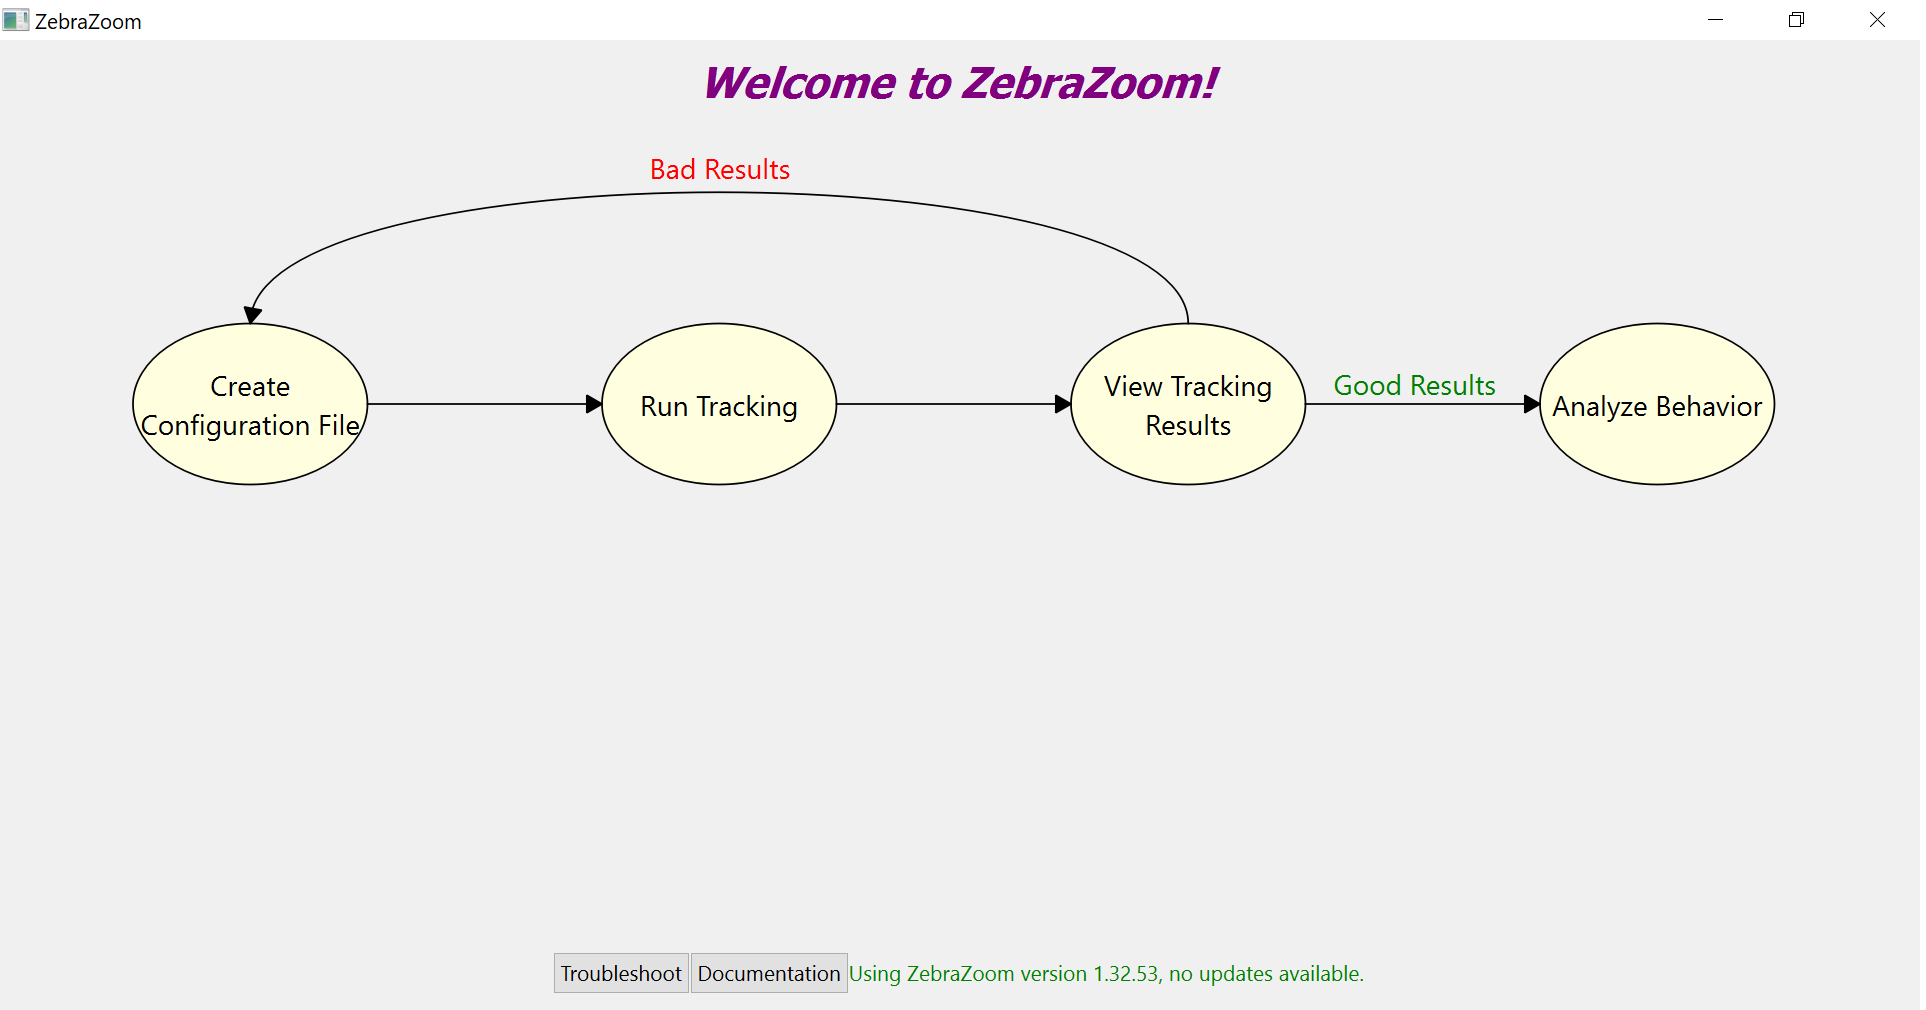 ZebraZoom
Welcome to ZebraZoom!
Bad Results
Create
Configuration File
Run Tracking
View Tracking
Results
Good Results
Analyze Behavior
Troubleshoot
Documentation
Using ZebraZoom version 1.32.53, no updates available.